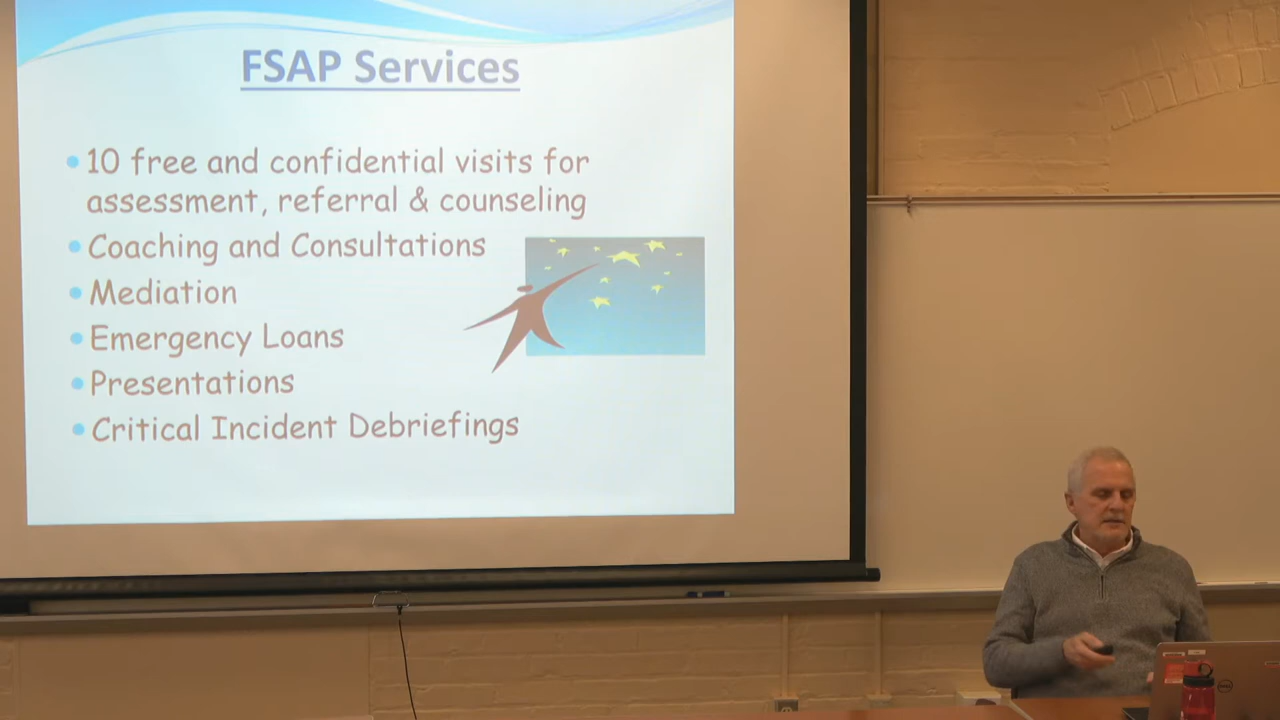 FSAP Services
• 10 free and confidential visits for
assessment, referral & counseling
• Coaching and Consultations
• Mediation
• Emergency Loans
• Presentations
• Critical Incident Debriefings
DELL